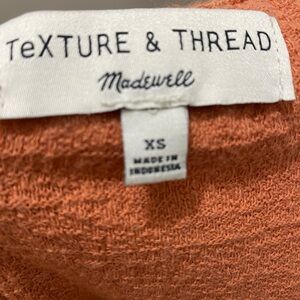 TeXTURE & THREAD
Madewell
XS
MADE IN
INDONESIA